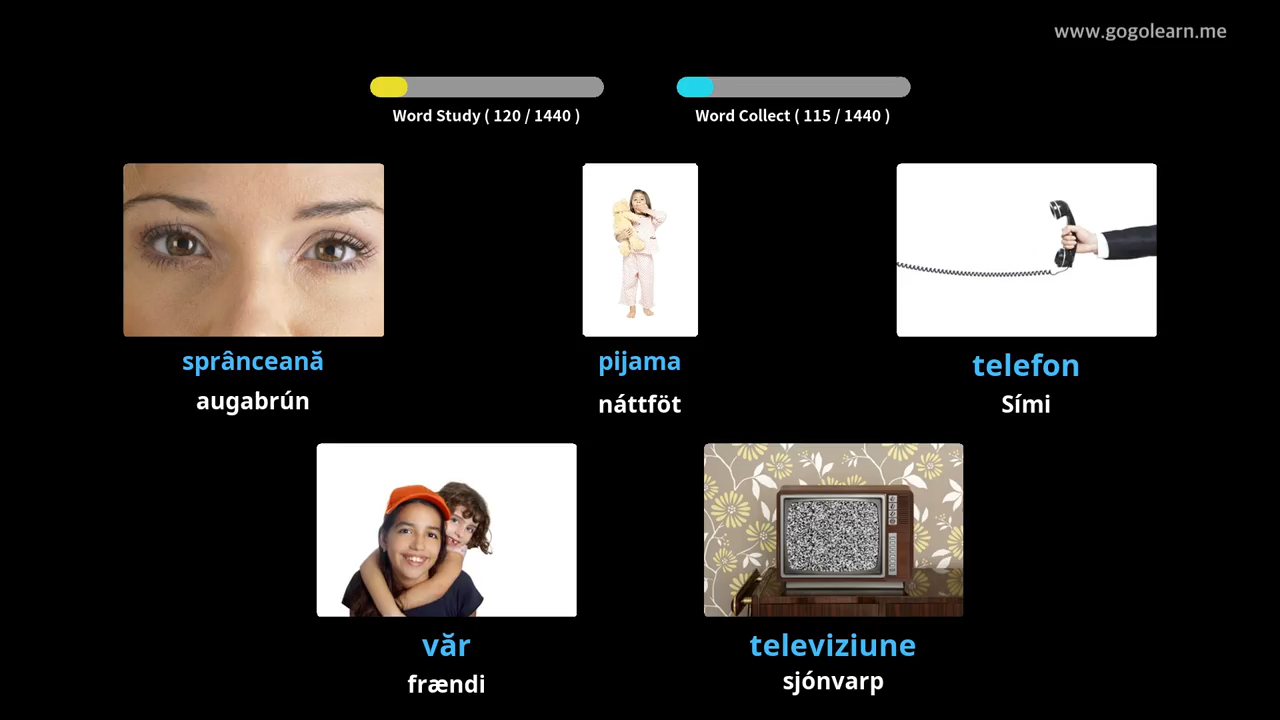 www.gogolearn.me
Word Study ( 120 / 1440 )
Word Collect ( 115 / 1440 )
sprânceană
augabrún
pijama
náttföt
telefon
Sími
văr
frændi
televiziune
sjónvarp